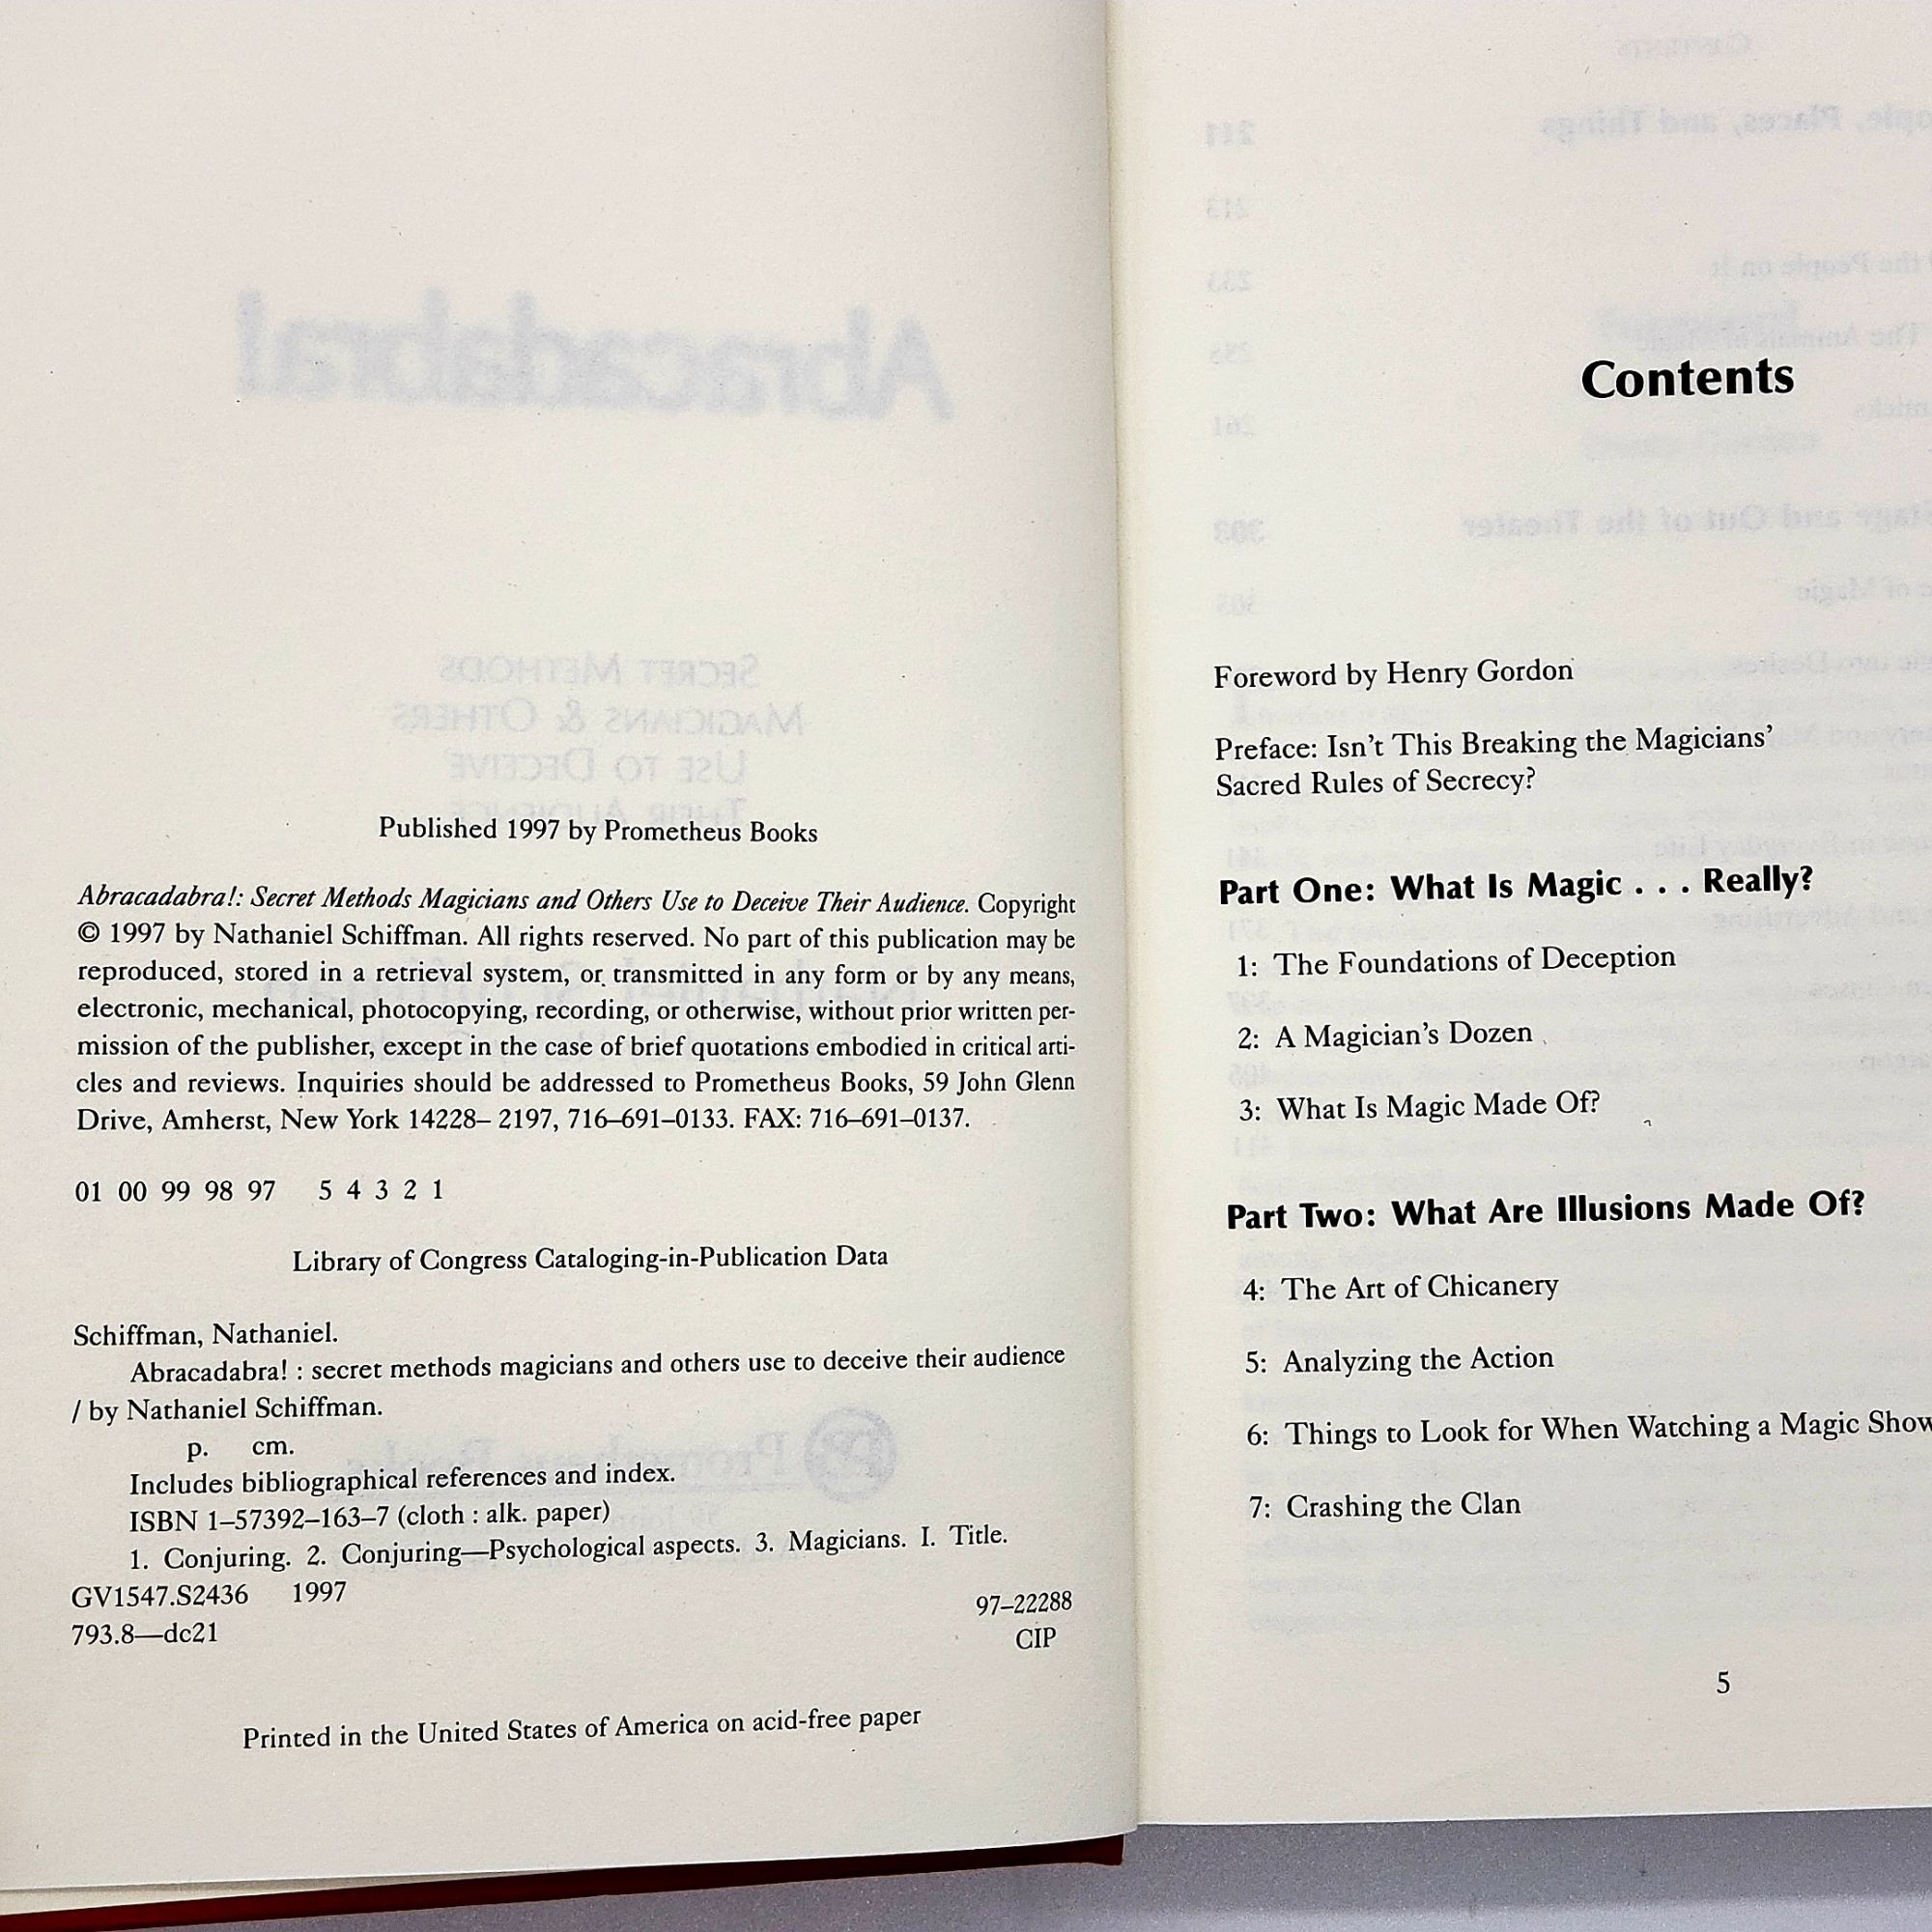 Published 1997 by Prometheus Books
Abracadabra!: Secret Methods Magicians and Others Use to Deceive Their Audience. Copyright
© 1997 by Nathaniel Schiffman. All rights reserved. No part of this publication may be
reproduced, stored in a retrieval system, or transmitted in any form or by any means,
electronic, mechanical, photocopying, recording, or otherwise, without prior written per-
mission of the publisher, except in the case of brief quotations embodied in critical arti-
cles and reviews. Inquiries should be addressed to Prometheus Books, 59 John Glenn
Drive, Amherst, New York 14228– 2197, 716–691–0133. FAX: 716–691–0137.
01 00 99 98 97 5 4 3 2 1
Library of Congress Cataloging-in-Publication Data
Schiffman, Nathaniel.
Abracadabra! : secret methods magicians and others use to deceive their audience
/ by Nathaniel Schiffman.
p. cm.
Includes bibliographical references and index.
ISBN 1–57392–163–7 (cloth : alk. paper)
1. Conjuring. 2. Conjuring—Psychological aspects. 3. Magicians. I. Title.
GV1547.S2436 1997
793.8—dc21
97–22288
CIP
Printed in the United States of America on acid-free paper
Contents
Foreword by Henry Gordon
Preface: Isn't This Breaking the Magicians'
Sacred Rules of Secrecy?
Part One: What Is Magic . . . Really?
1: The Foundations of Deception
2: A Magician's Dozen
3: What Is Magic Made Of?
Part Two: What Are Illusions Made Of?
4: The Art of Chicanery
5: Analyzing the Action
6: Things to Look for When Watching a Magic Show
7: Crashing the Clan
5